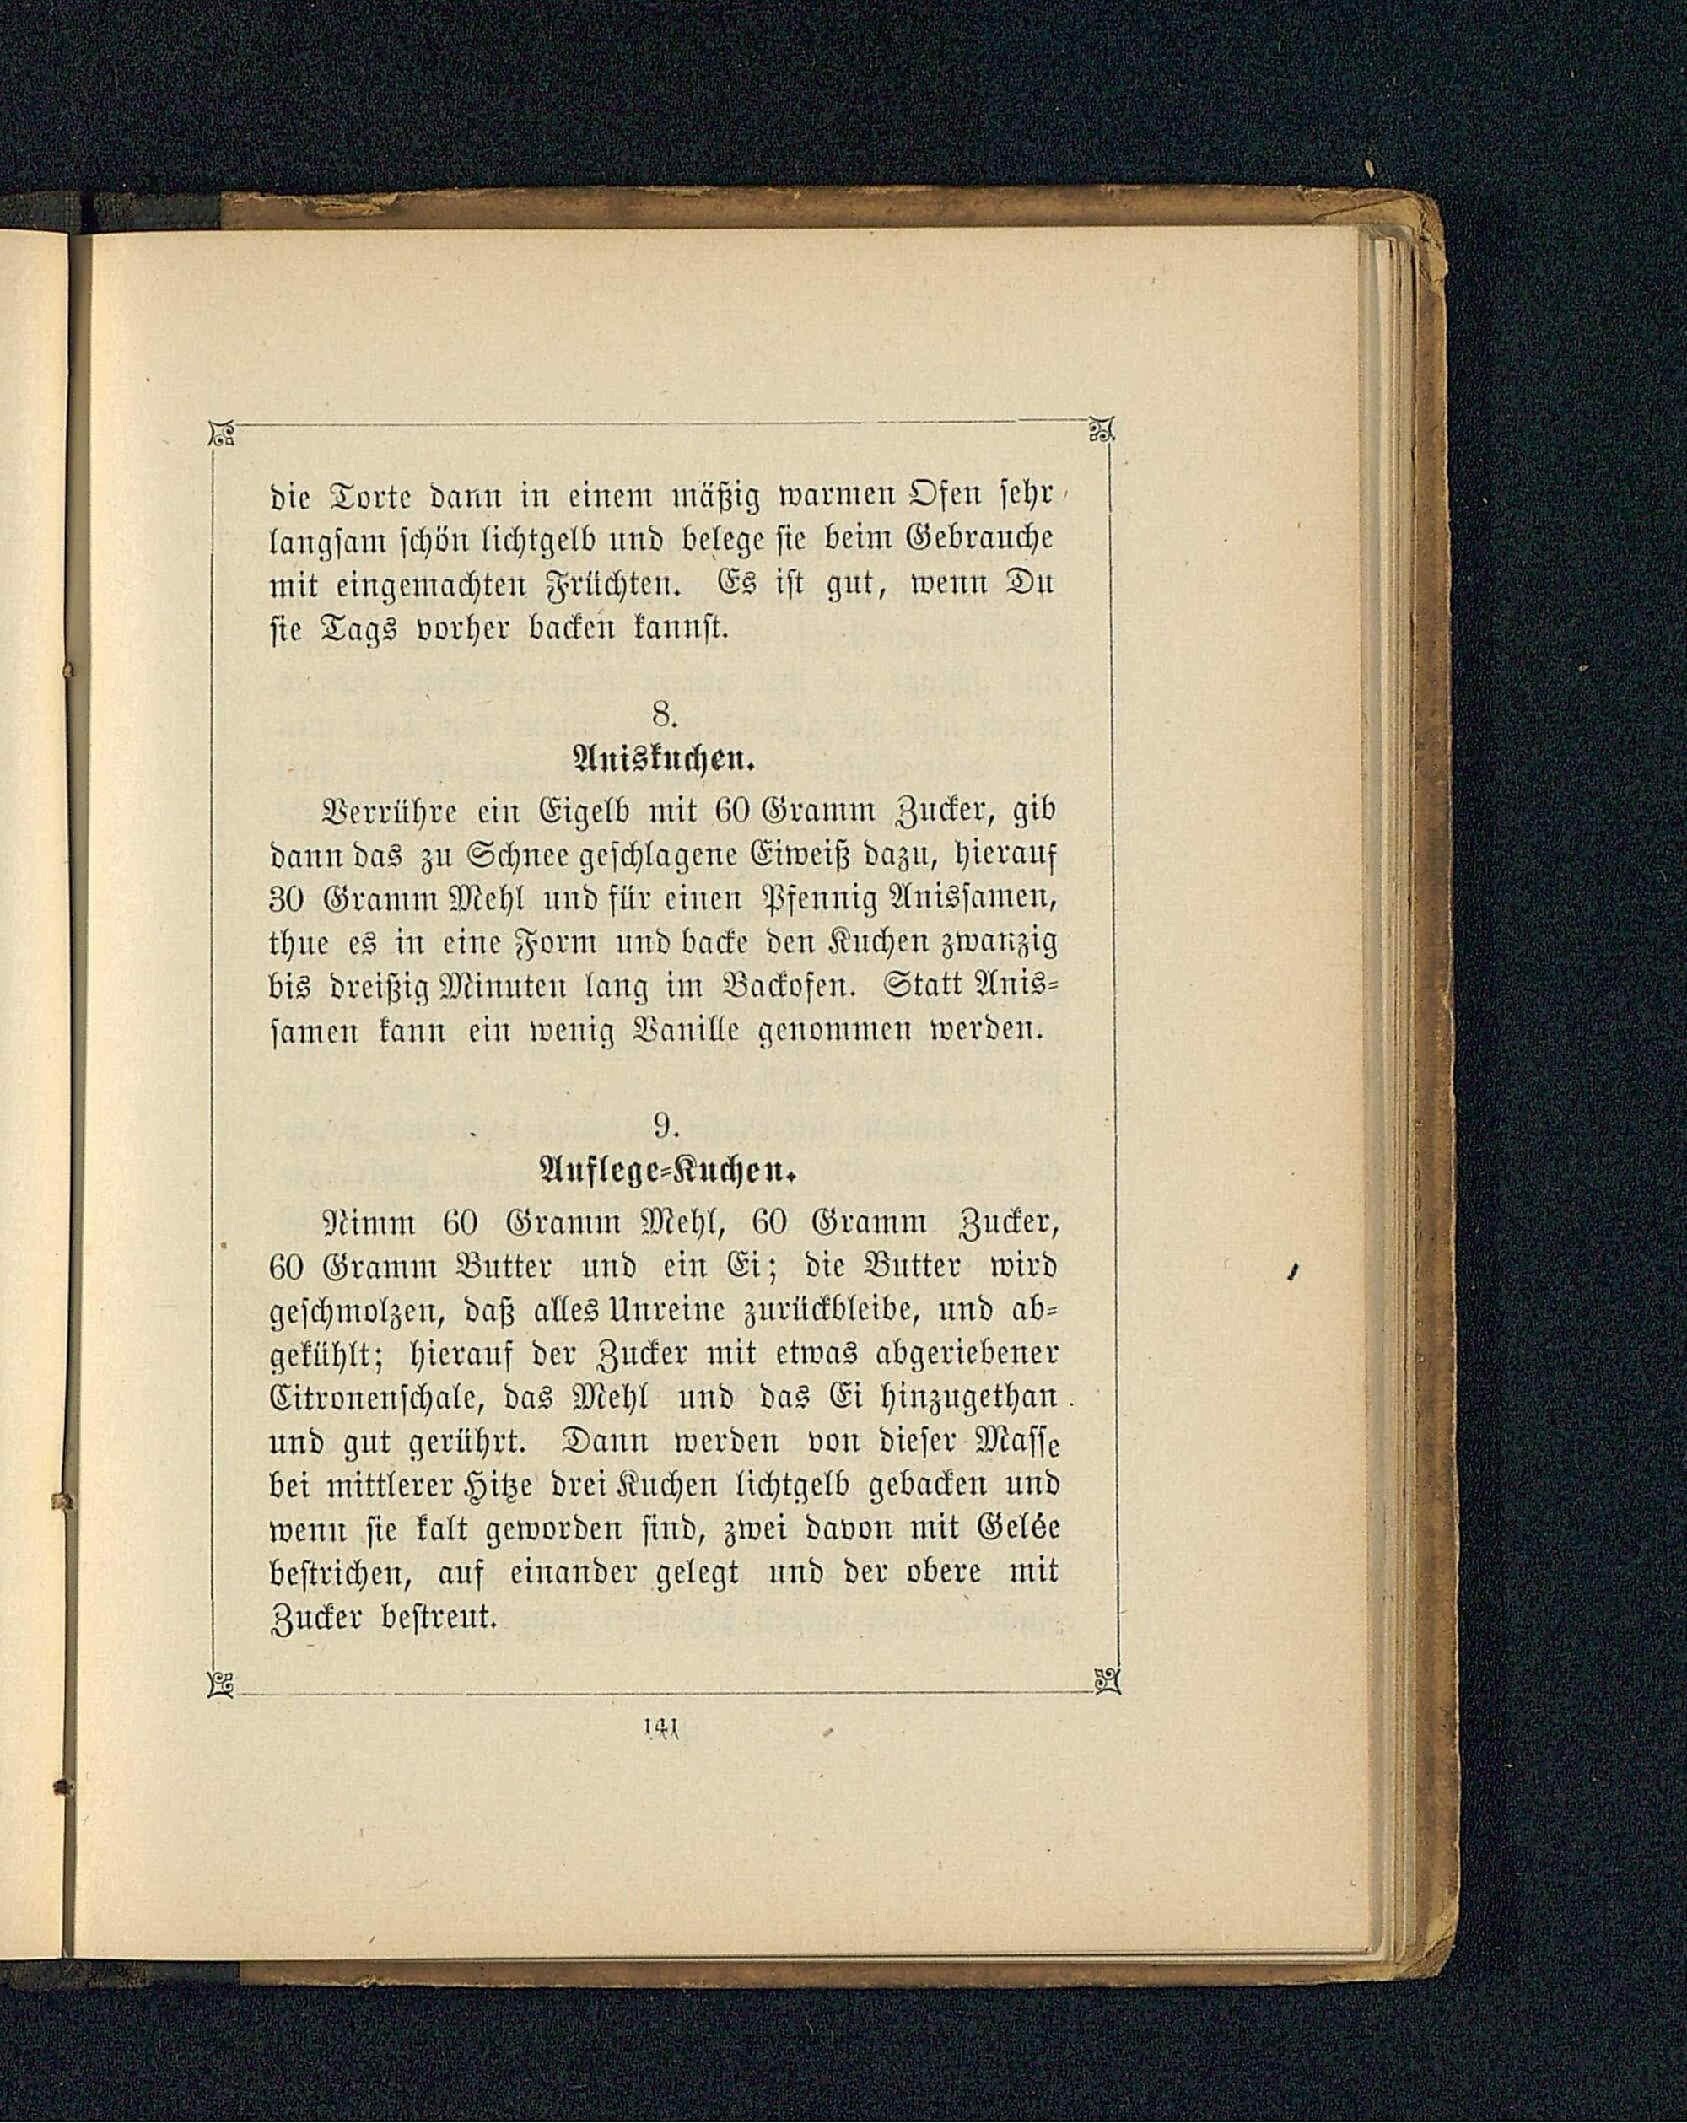 die Torte dann in einem mäßig warmen Ofen sehr
langsam schön lichtgelb und belege sie beim Gebrauche
mit eingemachten Früchten. Es ist gut, wenn Du
sie Tags vorher backen kannst.
8.
Aniskuchen.
Verrühre ein Eigelb mit 60 Gramm Zucker, gib
dann das zu Schnee geschlagene Eiweiß dazu, hierauf
30 Gramm Mehl und für einen Pfennig Anissamen,
thue es in eine Form und backe den Kuchen zwanzig
bis dreißig Minuten lang im Backofen. Statt Anis-
samen kann ein wenig Vanille genommen werden.
9.
Auflege-Kuchen.
Nimm 60 Gramm Mehl, 60 Gramm Zucker,
60 Gramm Butter und ein Ei; die Butter wird
geschmolzen, daß alles Unreine zurückbleibe, und ab-
gekühlt; hierauf der Zucker mit etwas abgeriebener
Citronenschale, das Mehl und das Ei hinzugethan
und gut gerührt. Dann werden von dieser Masse
bei mittlerer Hitze drei Kuchen lichtgelb gebacken und
wenn sie kalt geworden sind, zwei davon mit Gelée
bestrichen, auf einander gelegt und der obere mit
Zucker bestreut.
141